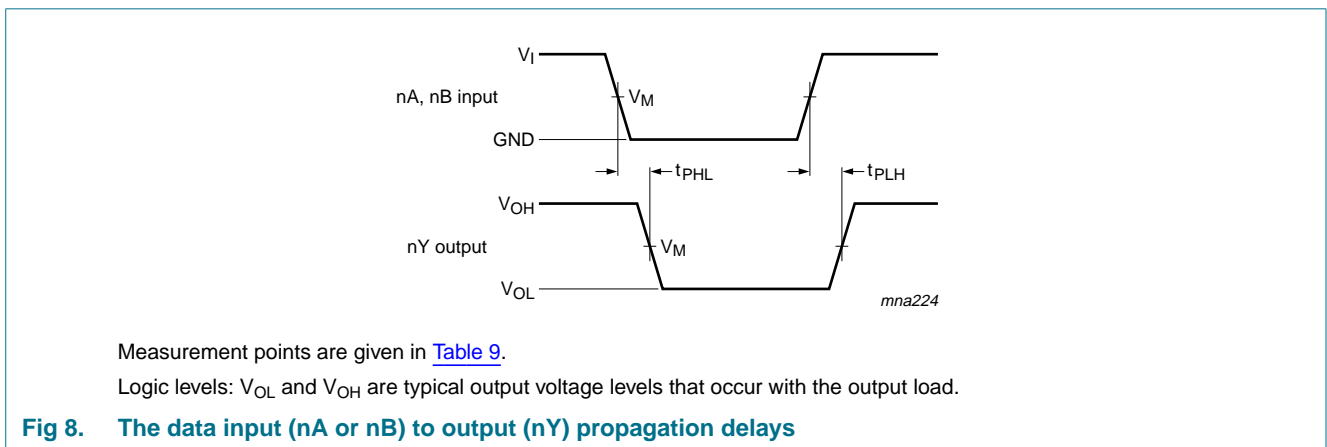 V_I
nA, nB input
V_M
GND
t_PHL
t_PLH
V_OH
nY output
V_M
V_OL
mna224
Measurement points are given in Table 9.
Logic levels: V_OL and V_OH are typical output voltage levels that occur with the output load.
Fig 8. The data input (nA or nB) to output (nY) propagation delays